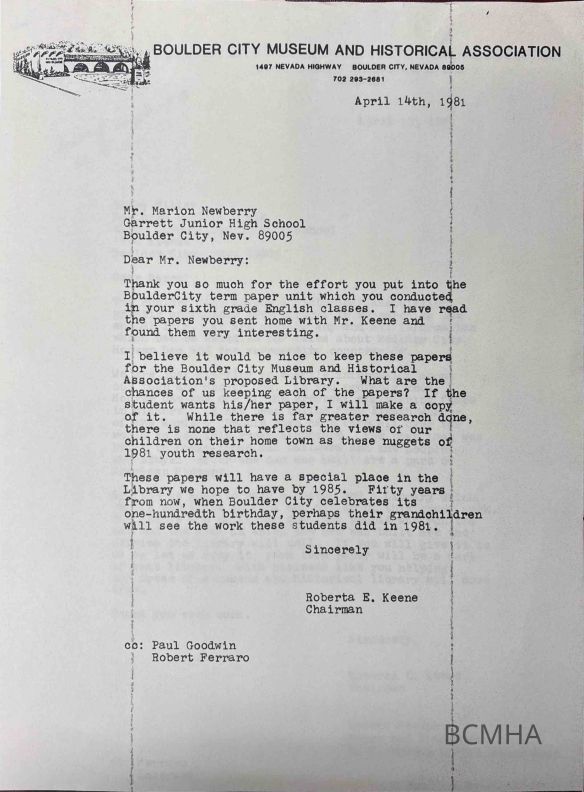 BOULDER CITY MUSEUM AND HISTORICAL ASSOCIATION
1497 NEVADA HIGHWAY BOULDER CITY, NEVADA 89005
702 293-2681
April 14th, 1981
Mr. Marion Newberry
Garrett Junior High School
Boulder City, Nev. 89005
Dear Mr. Newberry:
Thank you so much for the effort you put into the
BoulderCity term paper unit which you conducted
in your sixth grade English classes. I have read
the papers you sent home with Mr. Keene and
found them very interesting.
I believe it would be nice to keep these papers
for the Boulder City Museum and Historical
Association's proposed Library. What are the
chances of us keeping each of the papers? If the
student wants his/her paper, I will make a copy
of it. While there is far greater research done,
there is none that reflects the views of our
children on their home town as these nuggets of
1981 youth research.
These papers will have a special place in the
Library we hope to have by 1985. Fifty years
from now, when Boulder City celebrates its
one-hundredth birthday, perhaps their grandchildren
will see the work these students did in 1981.
Sincerely
Roberta E. Keene
Chairman
cc: Paul Goodwin
Robert Ferraro
BCMHA